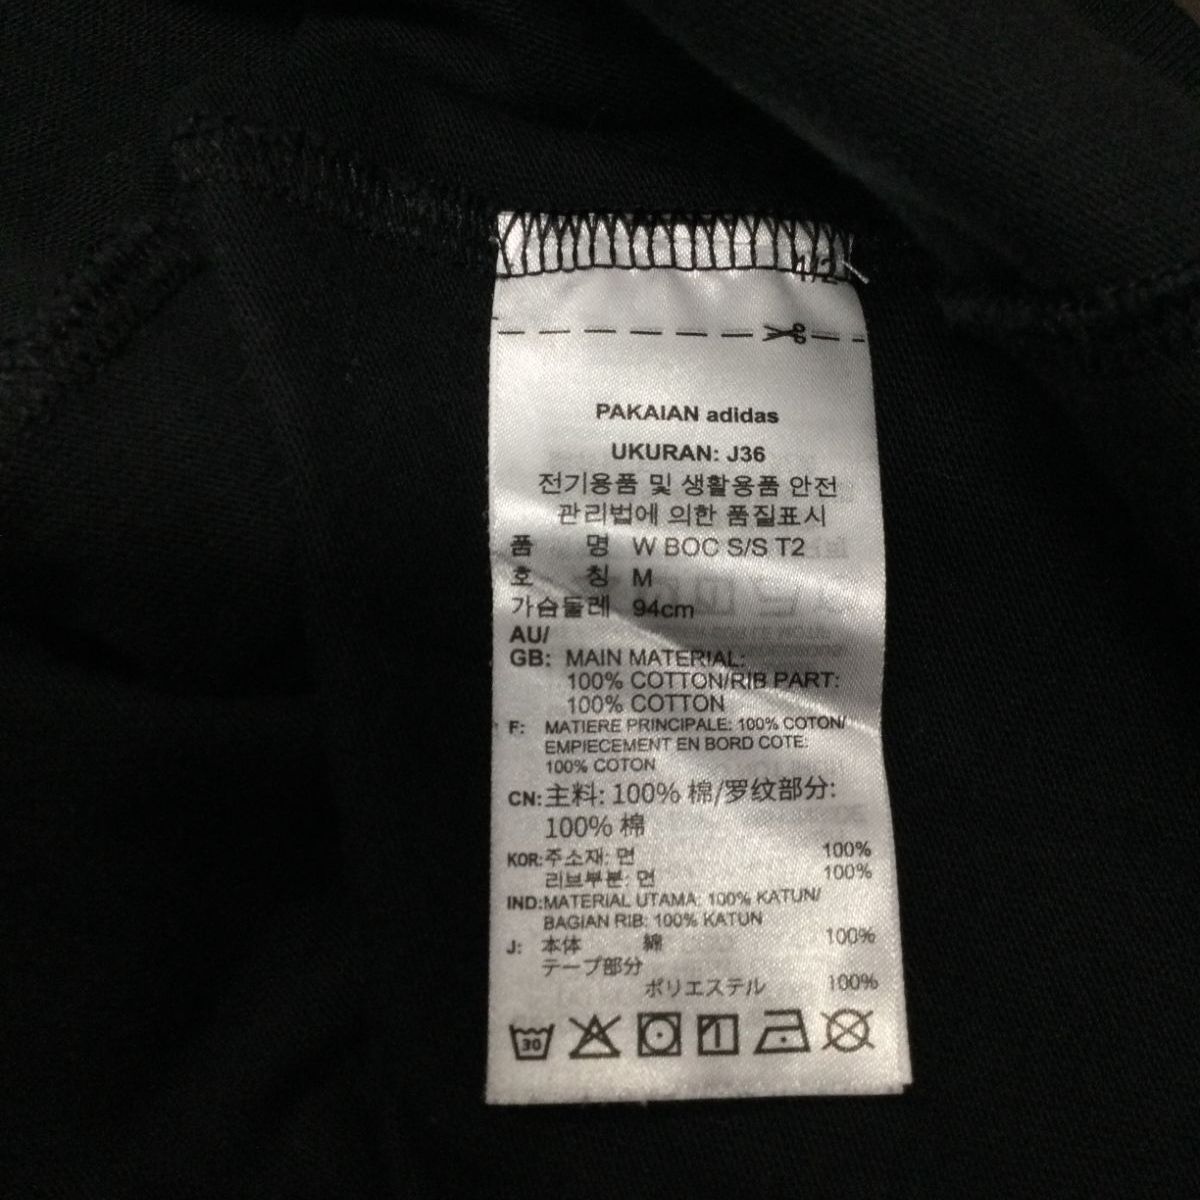 1/2
PAKAIAN adidas
UKURAN: J36
전기용품 및 생활용품 안전
관리법에 의한 품질표시
품 명 W BOC S/S T2
호 칭 M
가슴둘레 94cm
AU/
GB: MAIN MATERIAL:
100% COTTON/RIB PART:
100% COTTON
F: MATIERE PRINCIPALE: 100% COTON/
EMPIECEMENT EN BORD COTE:
100% COTON
CN:主料: 100% 棉/罗纹部分:
100% 棉
KOR:주소재: 면 100%
리브부분: 면 100%
IND:MATERIAL UTAMA: 100% KATUN/
BAGIAN RIB: 100% KATUN
J: 本体 綿 100%
テープ部分
ポリエステル 100%
30